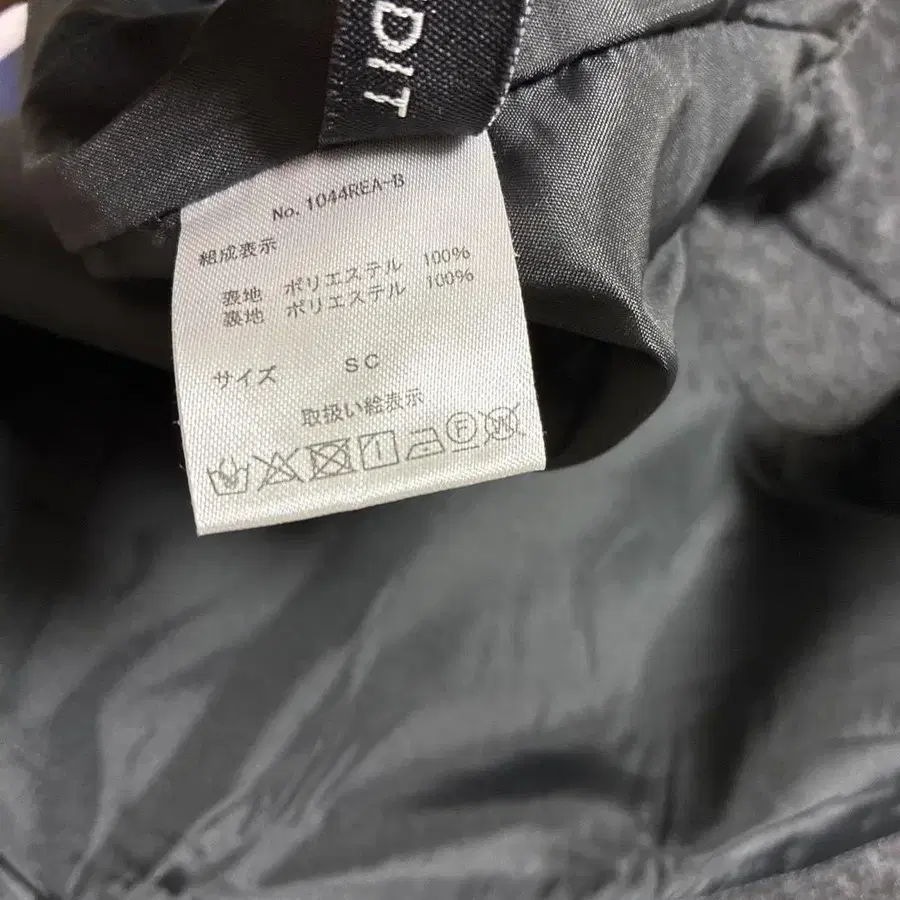 DIT
No. 1044REA-B
組成表示
表地 ポリエステル 100%
裏地 ポリエステル 100%
サイズ SC
取扱い絵表示
F W